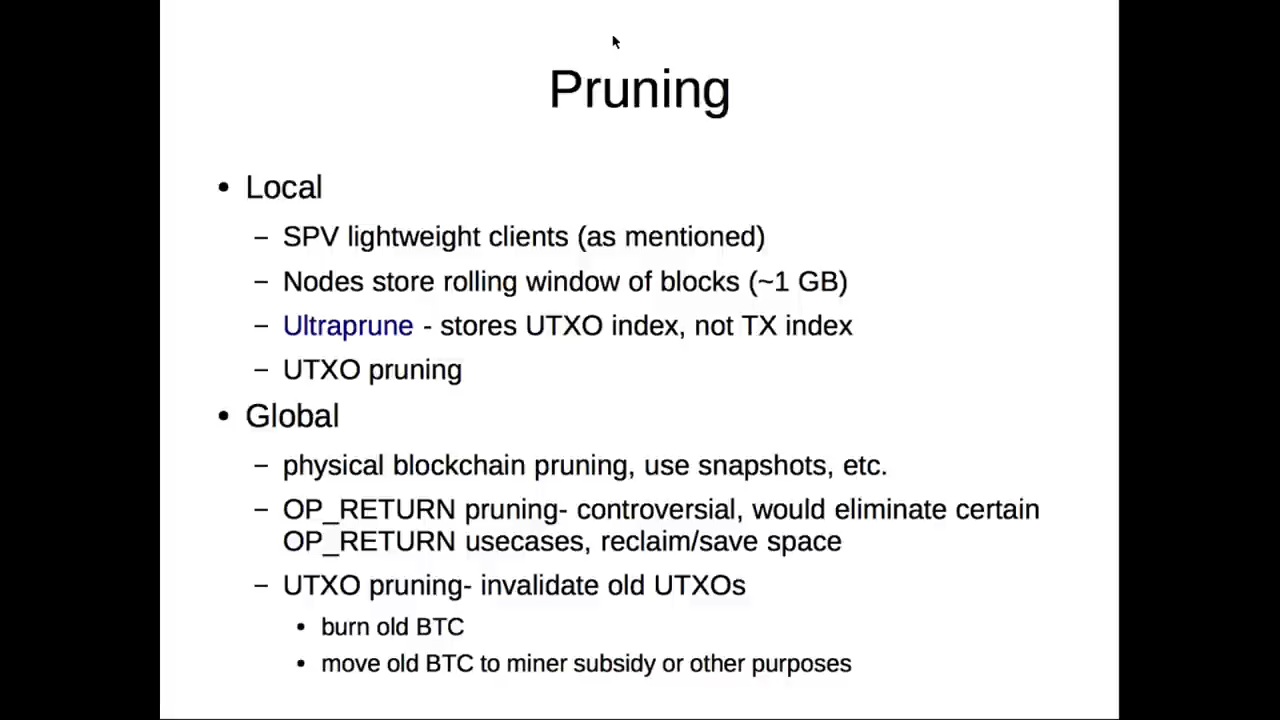 Pruning
• Local
– SPV lightweight clients (as mentioned)
– Nodes store rolling window of blocks (~1 GB)
– Ultraprune - stores UTXO index, not TX index
– UTXO pruning
• Global
– physical blockchain pruning, use snapshots, etc.
– OP_RETURN pruning- controversial, would eliminate certain
OP_RETURN usecases, reclaim/save space
– UTXO pruning- invalidate old UTXOs
• burn old BTC
• move old BTC to miner subsidy or other purposes